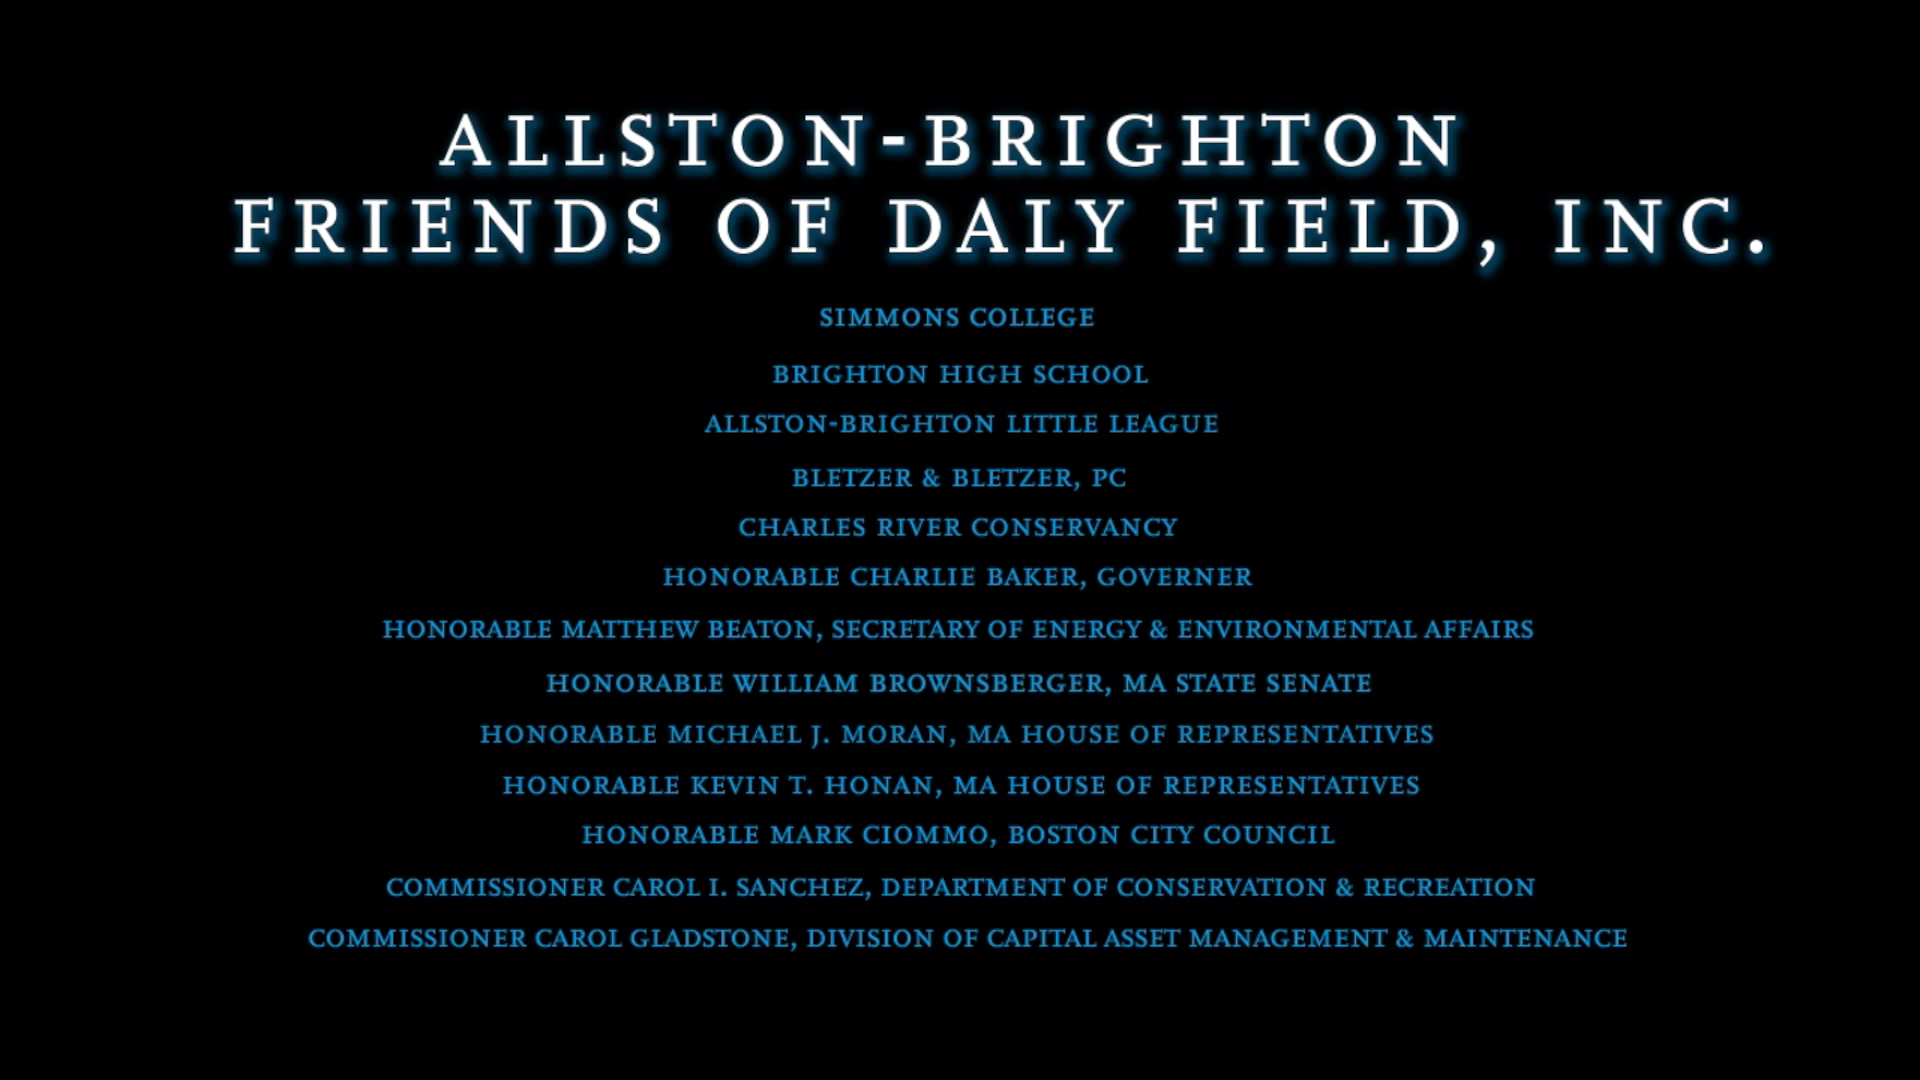 ALLSTON-BRIGHTON
FRIENDS OF DALY FIELD, INC.
SIMMONS COLLEGE
BRIGHTON HIGH SCHOOL
ALLSTON-BRIGHTON LITTLE LEAGUE
BLETZER & BLETZER, PC
CHARLES RIVER CONSERVANCY
HONORABLE CHARLIE BAKER, GOVERNER
HONORABLE MATTHEW BEATON, SECRETARY OF ENERGY & ENVIRONMENTAL AFFAIRS
HONORABLE WILLIAM BROWNSBERGER, MA STATE SENATE
HONORABLE MICHAEL J. MORAN, MA HOUSE OF REPRESENTATIVES
HONORABLE KEVIN T. HONAN, MA HOUSE OF REPRESENTATIVES
HONORABLE MARK CIOMMO, BOSTON CITY COUNCIL
COMMISSIONER CAROL I. SANCHEZ, DEPARTMENT OF CONSERVATION & RECREATION
COMMISSIONER CAROL GLADSTONE, DIVISION OF CAPITAL ASSET MANAGEMENT & MAINTENANCE